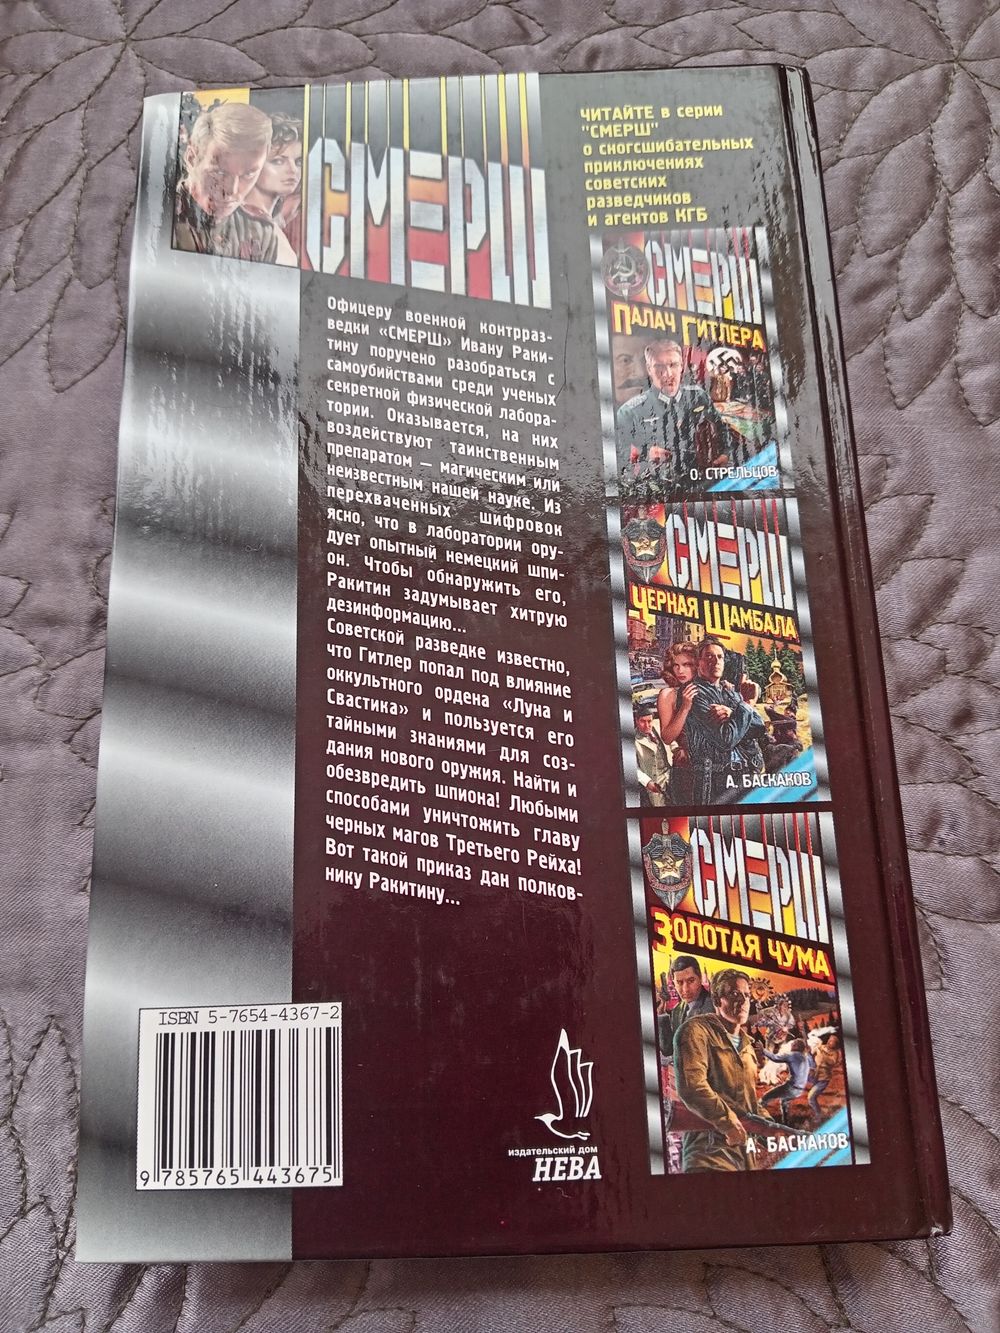 СМЕРШ
Офицеру военной контрраз-
ведки «СМЕРШ» Ивану Раки-
тину поручено разобраться с
самоубийствами среди ученых
секретной физической лабора-
тории. Оказывается, на них
воздействуют таинственным
препаратом — магическим или
неизвестным нашей науке. Из
перехваченных шифровок
ясно, что в лаборатории ору-
дует опытный немецкий шпи-
он. Чтобы обнаружить его,
Ракитин задумывает хитрую
дезинформацию...
Советской разведке известно,
что Гитлер попал под влияние
оккультного ордена «Луна и
Свастика» и пользуется его
тайными знаниями для соз-
дания нового оружия. Найти и
обезвредить шпиона! Любыми
способами уничтожить главу
черных магов Третьего Рейха!
Вот такой приказ дан полков-
нику Ракитину...
ЧИТАЙТЕ в серии
"СМЕРШ"
о сногсшибательных
приключениях
советских
разведчиков
и агентов КГБ
СМЕРШ
ПАЛАЧ ГИТЛЕРА
О. СТРЕЛЬЦОВ
СМЕРШ
ЧЕРНАЯ ШАМБАЛА
А. БАСКАКОВ
СМЕРШ
ЗОЛОТАЯ ЧУМА
А. БАСКАКОВ
ISBN 5-7654-4367-2
9 785765 443675
издательский дом
НЕВА